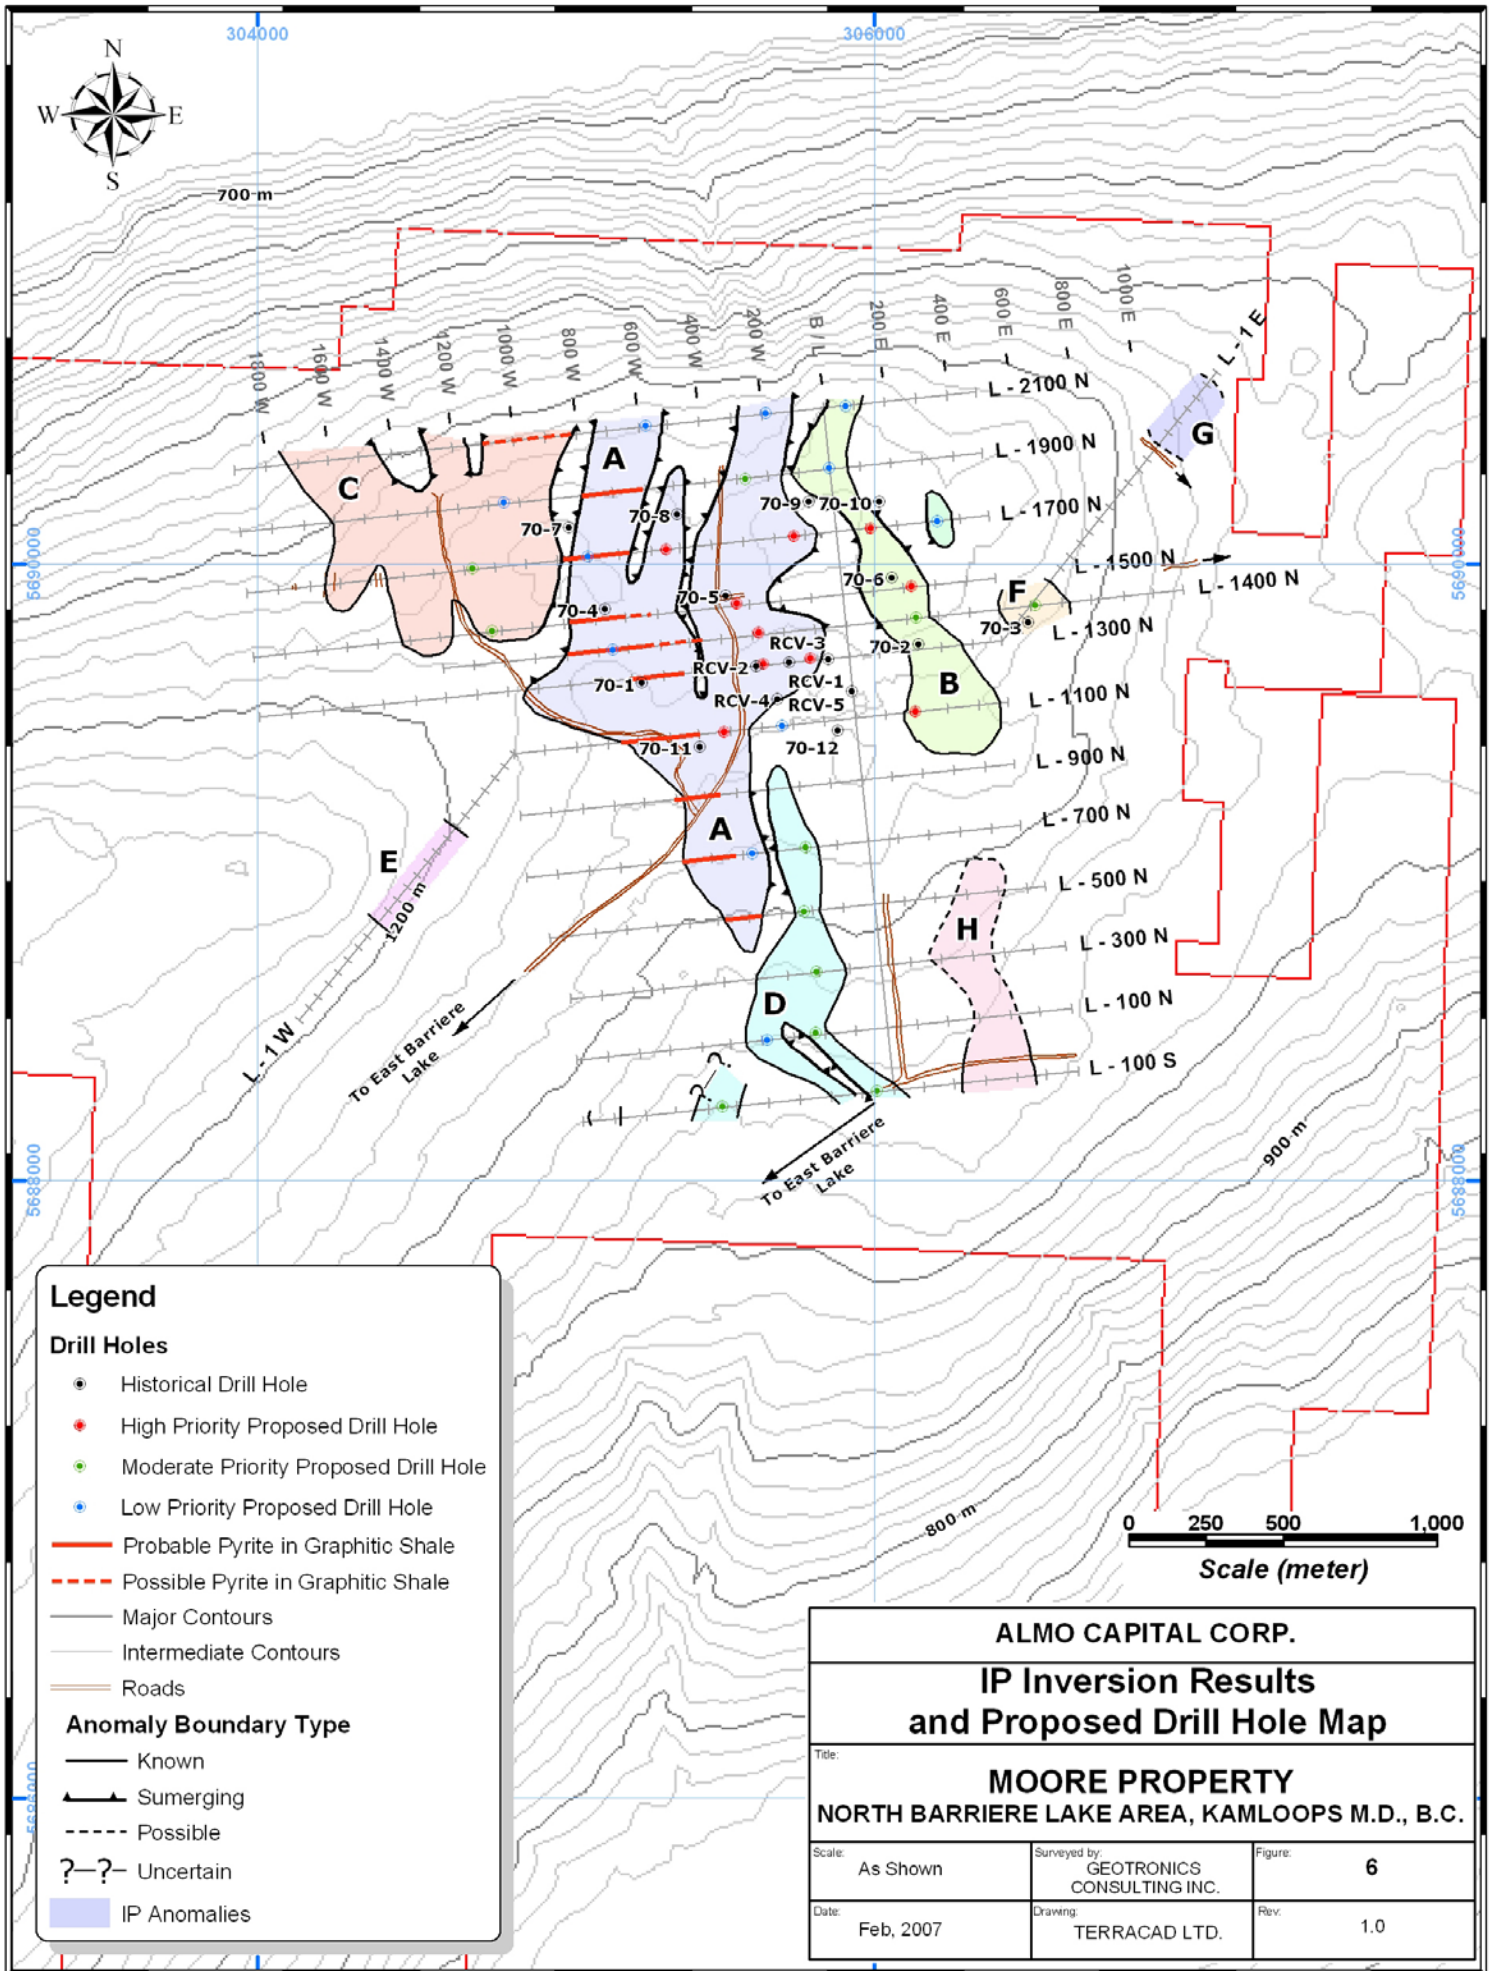 304000
306000
N
W
E
S
700 m
1800 W
1600 W
1400 W
1200 W
1000 W
800 W
600 W
400 W
200 W
B / L
200 E
400 E
600 E
800 E
1000 E
L - 1 E
L - 2100 N
L - 1900 N
L - 1700 N
L - 1500 N
L - 1400 N
L - 1300 N
L - 1100 N
L - 900 N
L - 700 N
L - 500 N
L - 300 N
L - 100 N
L - 100 S
A
C
G
70-9
70-10
70-8
70-7
5690000
5690000
70-6
F
70-5
70-4
70-3
RCV-3
70-2
RCV-2
RCV-1
70-1
B
RCV-4
RCV-5
70-11
70-12
A
E
1200 m
H
D
L - 1 W
To East Barriere
Lake
?
?
To East Barriere
Lake
900 m
5688000
5688000
800 m
5686000
Legend
Drill Holes
Historical Drill Hole
High Priority Proposed Drill Hole
Moderate Priority Proposed Drill Hole
Low Priority Proposed Drill Hole
Probable Pyrite in Graphitic Shale
Possible Pyrite in Graphitic Shale
Major Contours
Intermediate Contours
Roads
Anomaly Boundary Type
Known
Sumerging
Possible
?—?– Uncertain
IP Anomalies
0 250 500 1,000
Scale (meter)
ALMO CAPITAL CORP.
IP Inversion Results
and Proposed Drill Hole Map
Title:
MOORE PROPERTY
NORTH BARRIERE LAKE AREA, KAMLOOPS M.D., B.C.
Scale:
As Shown
Surveyed by:
GEOTRONICS
CONSULTING INC.
Figure:
6
Date:
Feb, 2007
Drawing:
TERRACAD LTD.
Rev:
1.0